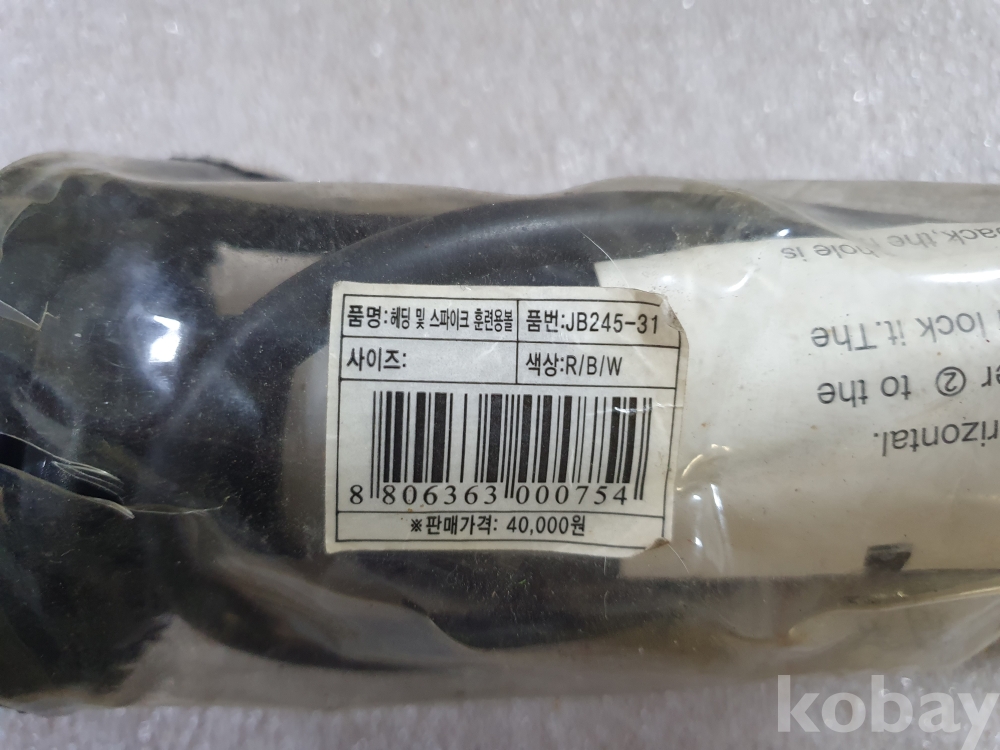 품명:헤딩 및 스파이크 훈련용볼 품번:JB245-31
사이즈: 색상:R/B/W
8 806363 000754
※판매가격: 40,000원
rizontal.
② to the
lock it.The
back,the hole is
kobay